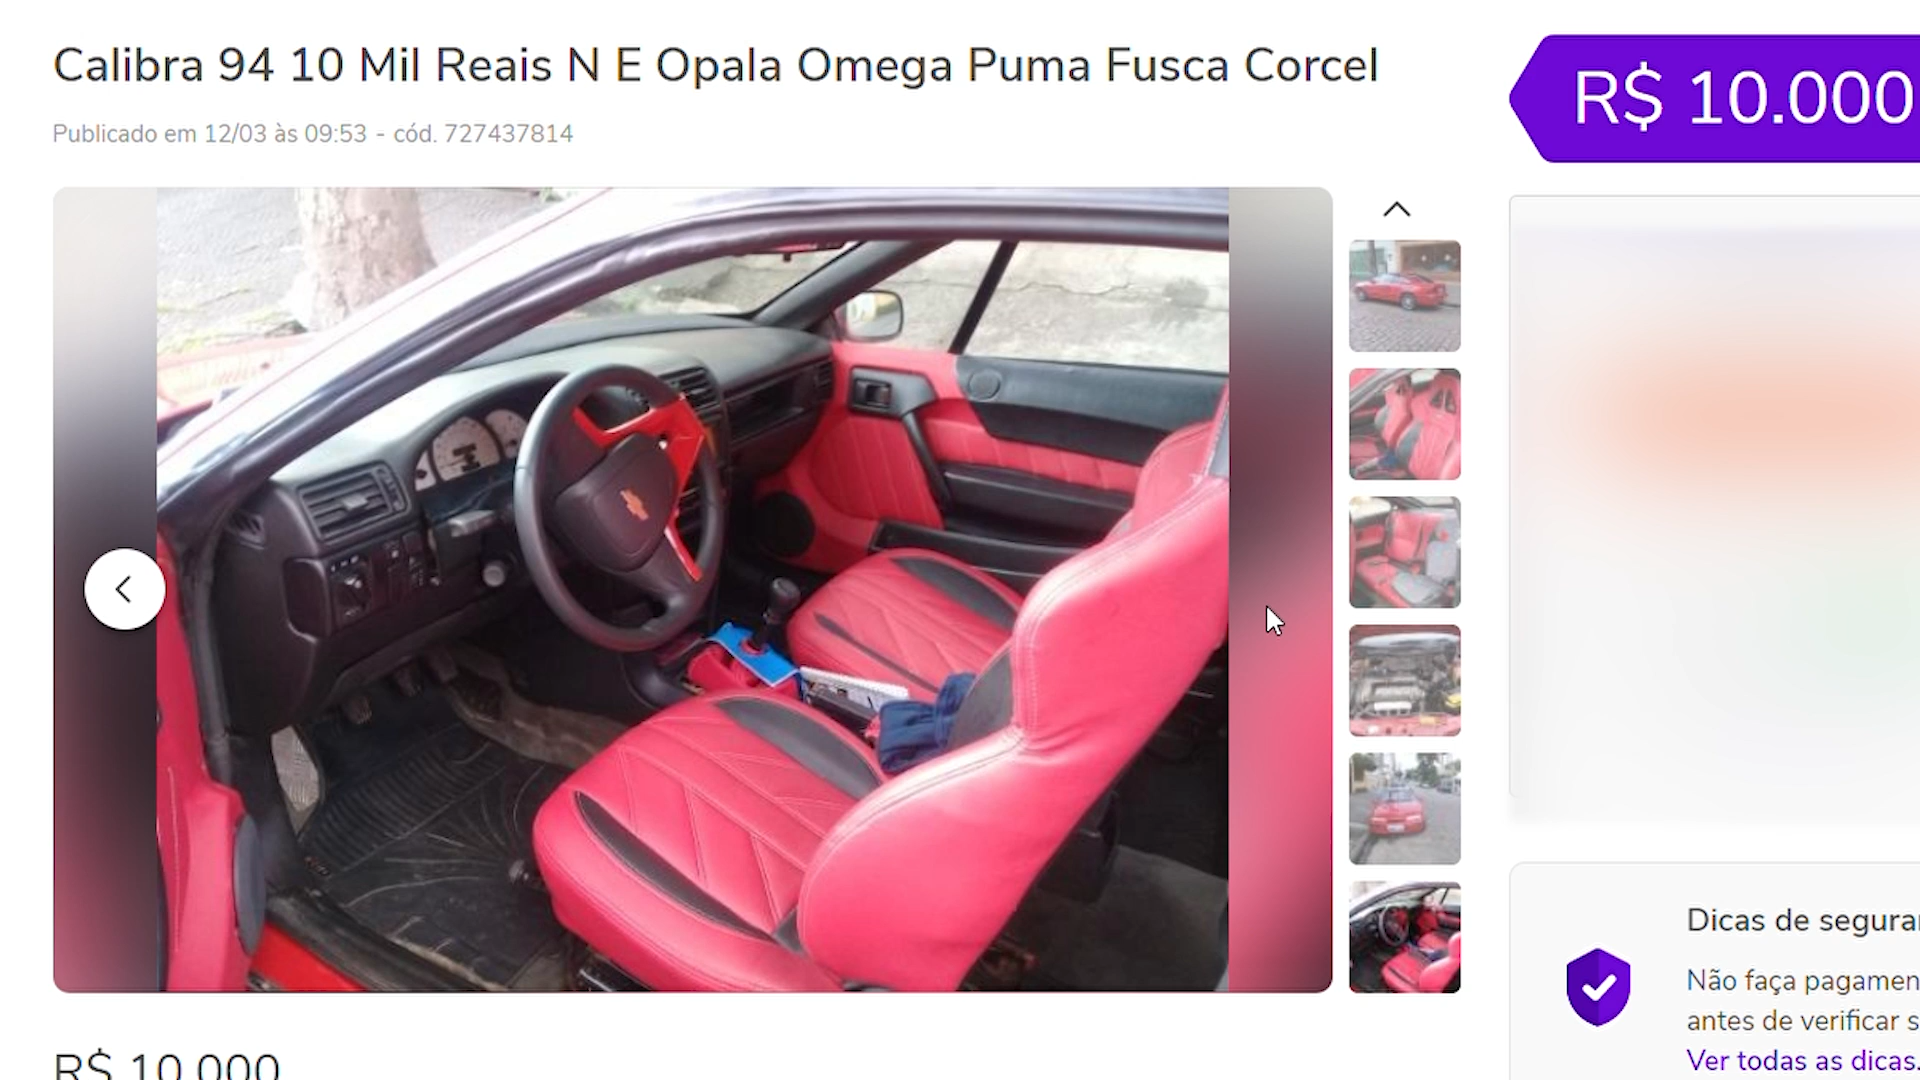 Calibra 94 10 Mil Reais N E Opala Omega Puma Fusca Corcel
Publicado em 12/03 às 09:53 - cód. 727437814
R$ 10.000
R$ 10.000
Dicas de segura
Não faça pagamen
antes de verificar s
Ver todas as dicas.